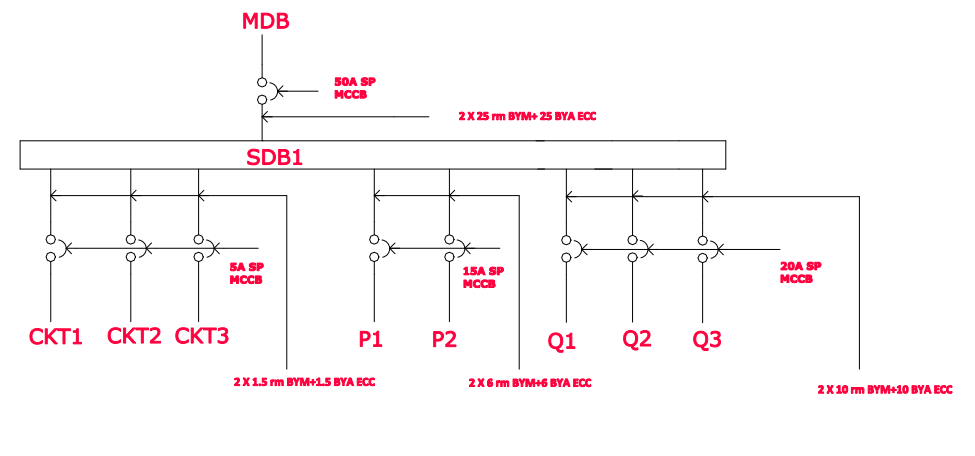 MDB
50A SP
MCCB
2 X 25 rm BYM+ 25 BYA ECC
SDB1
5A SP
MCCB
15A SP
MCCB
20A SP
MCCB
CKT1 CKT2 CKT3 P1 P2 Q1 Q2 Q3
2 X 1.5 rm BYM+1.5 BYA ECC
2 X 6 rm BYM+6 BYA ECC
2 X 10 rm BYM+10 BYA ECC